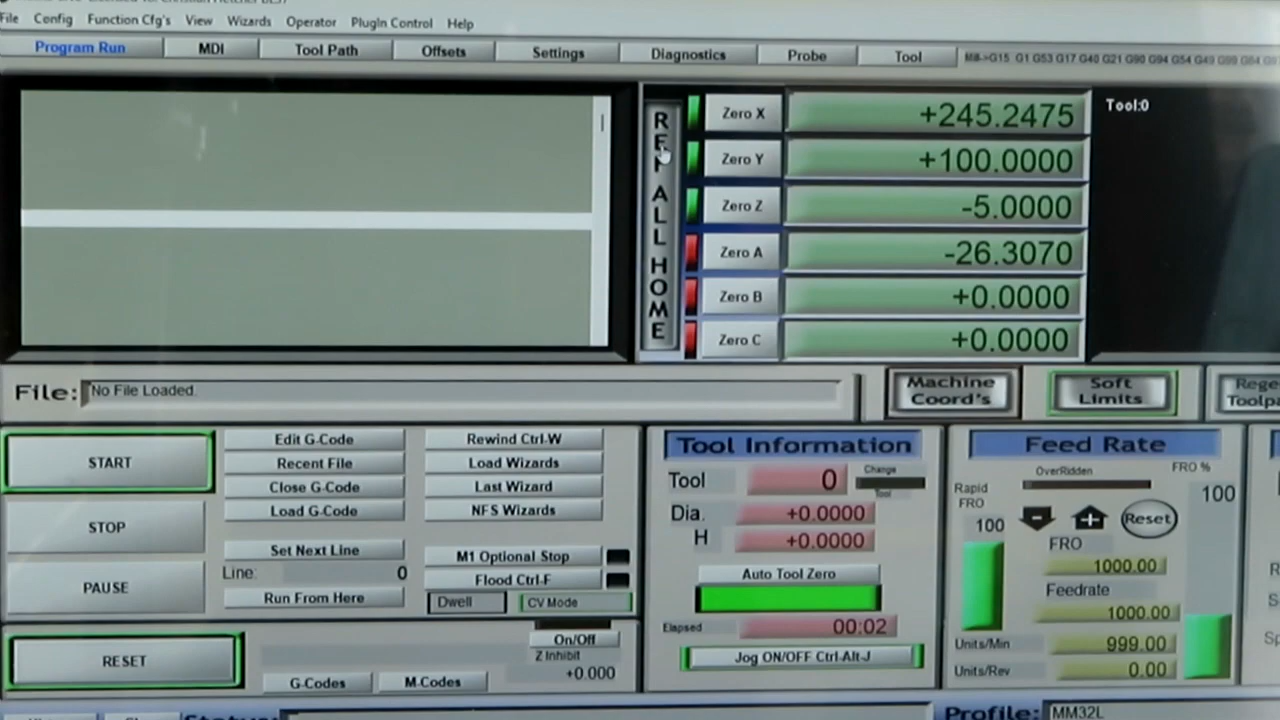 File Config Function Cfg's View Wizards Operator PlugIn Control Help
Program Run MDI Tool Path Offsets Settings Diagnostics Probe Tool
REF ALL HOME
Zero X +245.2475
Zero Y +100.0000
Zero Z -5.0000
Zero A -26.3070
Zero B +0.0000
Zero C +0.0000
Tool:0
File: No File Loaded.
Machine Coord's
Soft Limits
START
STOP
PAUSE
RESET
Edit G-Code
Recent File
Close G-Code
Load G-Code
Set Next Line
Line: 0
Run From Here
Rewind Ctrl-W
Load Wizards
Last Wizard
NFS Wizards
M1 Optional Stop
Flood Ctrl-F
Dwell CV Mode
On/Off
Z Inhibit
+0.000
G-Codes M-Codes
Tool Information
Tool 0 Change Tool
Dia. +0.0000
H +0.0000
Auto Tool Zero
Elapsed 00:02
Jog ON/OFF Ctrl-Alt-J
Feed Rate
OverRidden
FRO %
100
Rapid FRO
100
Reset
FRO
1000.00
Feedrate
1000.00
Units/Min 999.00
Units/Rev 0.00
Profile: MM32L